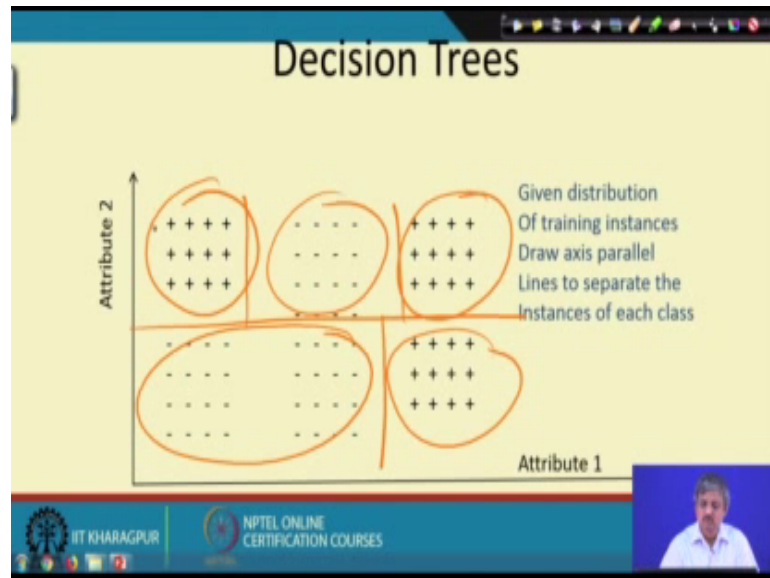 Decision Trees
Attribute 2
Given distribution
Of training instances
Draw axis parallel
Lines to separate the
Instances of each class
+ + + + - - - - + + + +
+ + + + - - - - + + + +
+ + + + - - - - + + + +
- - - -
- - - - - - - - + + + +
- - - - - - - - + + + +
- - - - - - - - + + + +
- - - - - - - -
Attribute 1
IIT KHARAGPUR
NPTEL ONLINE
CERTIFICATION COURSES